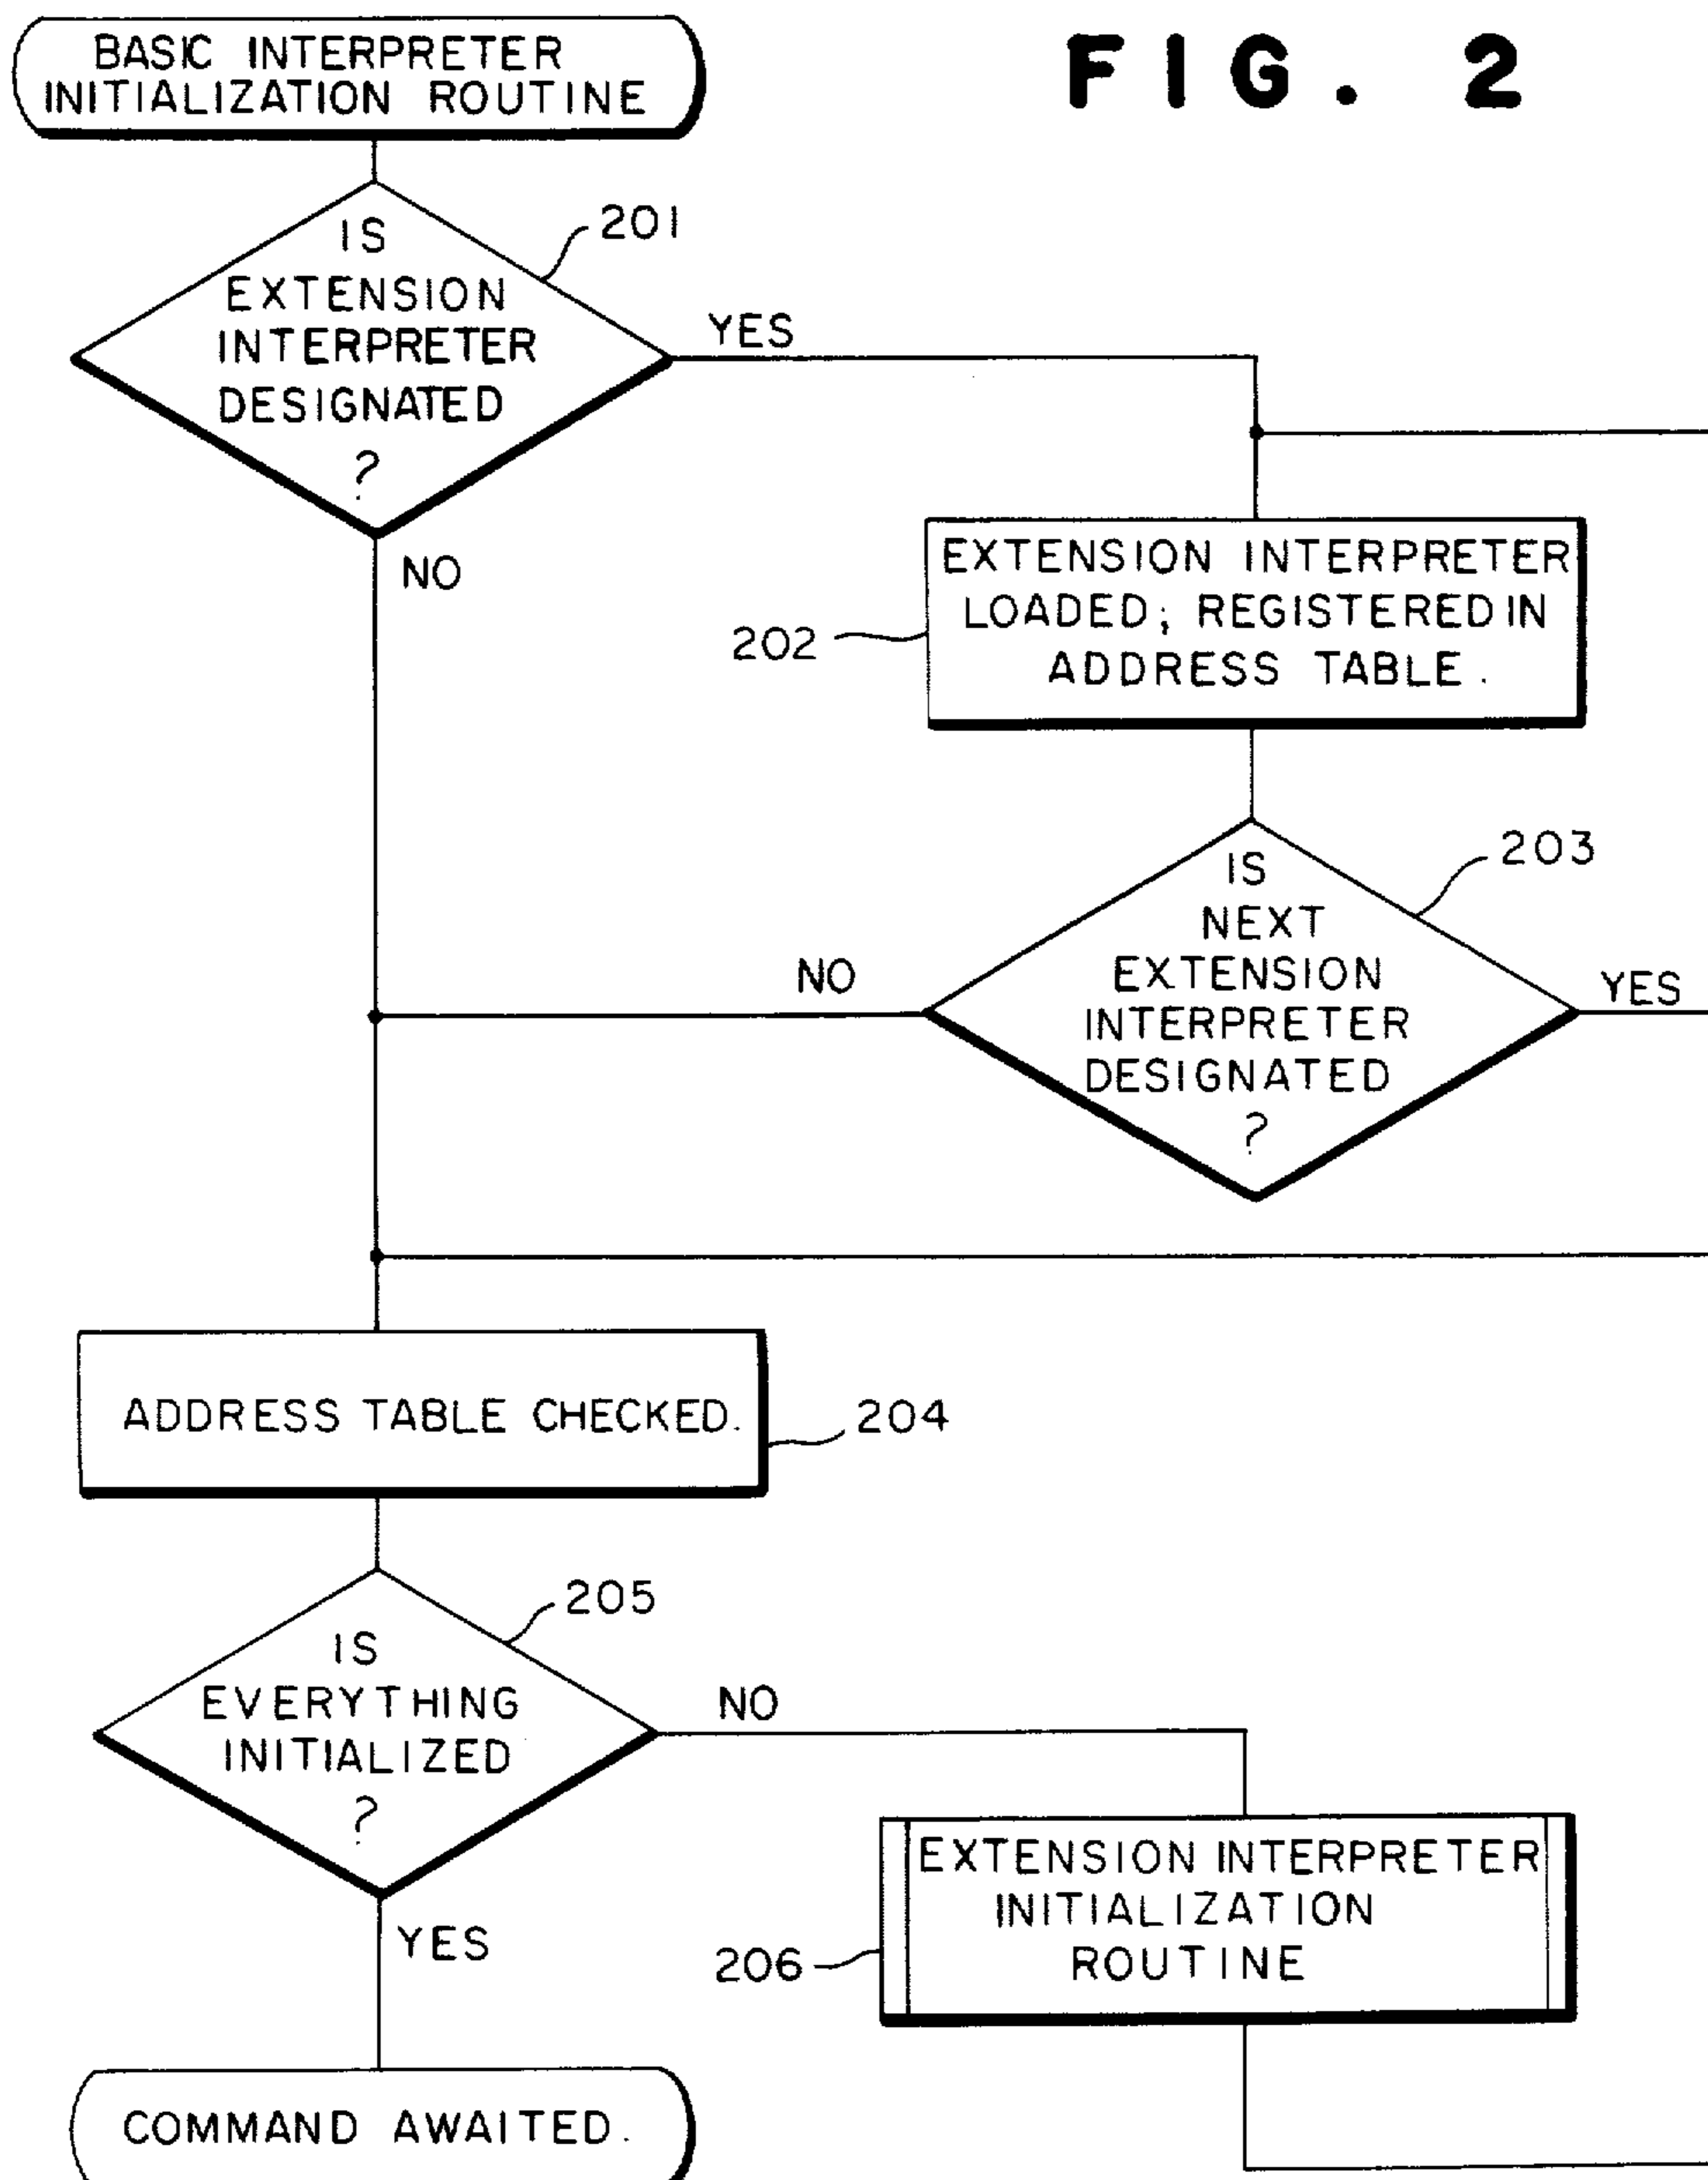 FIG. 2
BASIC INTERPRETER
INITIALIZATION ROUTINE
IS
EXTENSION
INTERPRETER
DESIGNATED
?
201
YES
NO
EXTENSION INTERPRETER
LOADED; REGISTERED IN
ADDRESS TABLE.
202
IS
NEXT
EXTENSION
INTERPRETER
DESIGNATED
?
203
NO
YES
ADDRESS TABLE CHECKED.
204
IS
EVERYTHING
INITIALIZED
?
205
NO
YES
EXTENSION INTERPRETER
INITIALIZATION
ROUTINE
206
COMMAND AWAITED.